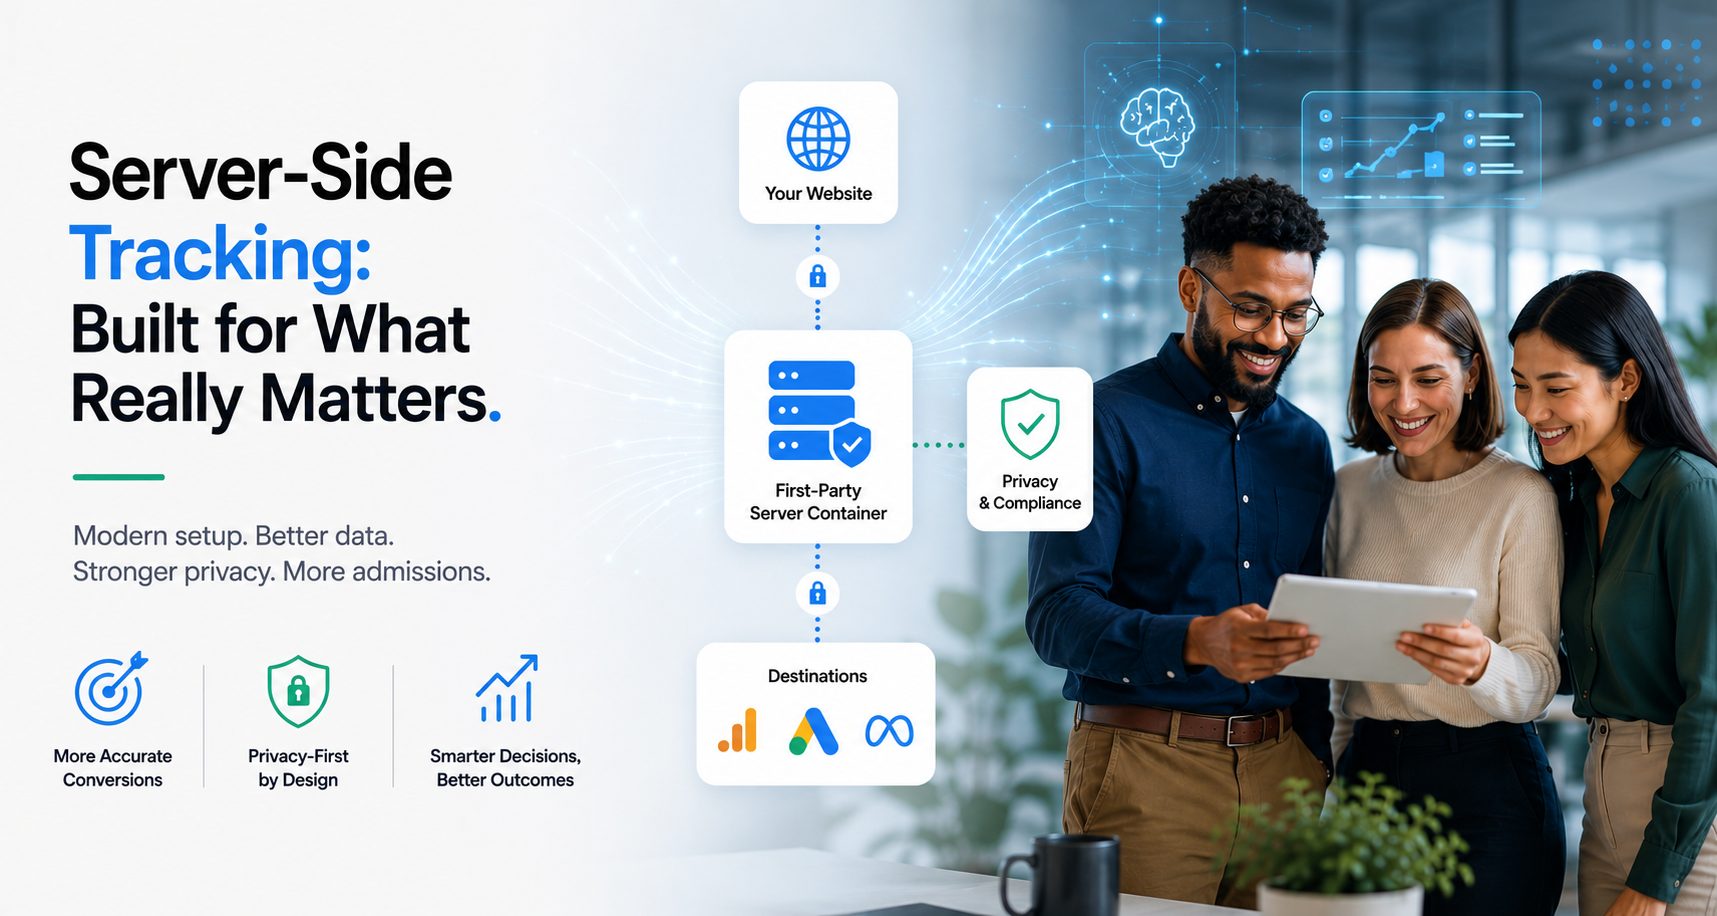 Server-Side
Tracking:
Built for What
Really Matters.
Modern setup. Better data.
Stronger privacy. More admissions.
More Accurate
Conversions
Privacy-First
by Design
Smarter Decisions,
Better Outcomes
Your Website
First-Party
Server Container
Privacy
& Compliance
Destinations